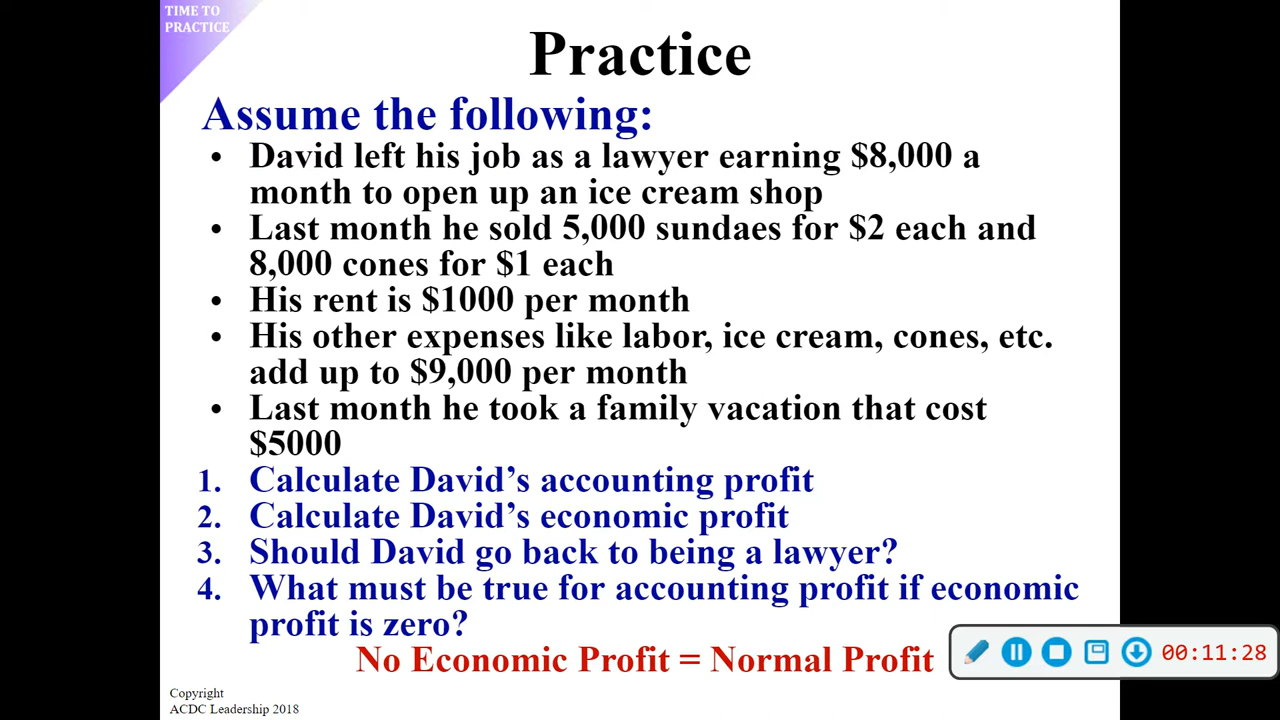 TIME TO
PRACTICE
Practice
Assume the following:
• David left his job as a lawyer earning $8,000 a
month to open up an ice cream shop
• Last month he sold 5,000 sundaes for $2 each and
8,000 cones for $1 each
• His rent is $1000 per month
• His other expenses like labor, ice cream, cones, etc.
add up to $9,000 per month
• Last month he took a family vacation that cost
$5000
1. Calculate David’s accounting profit
2. Calculate David’s economic profit
3. Should David go back to being a lawyer?
4. What must be true for accounting profit if economic
profit is zero?
No Economic Profit = Normal Profit
00:11:28
Copyright
ACDC Leadership 2018